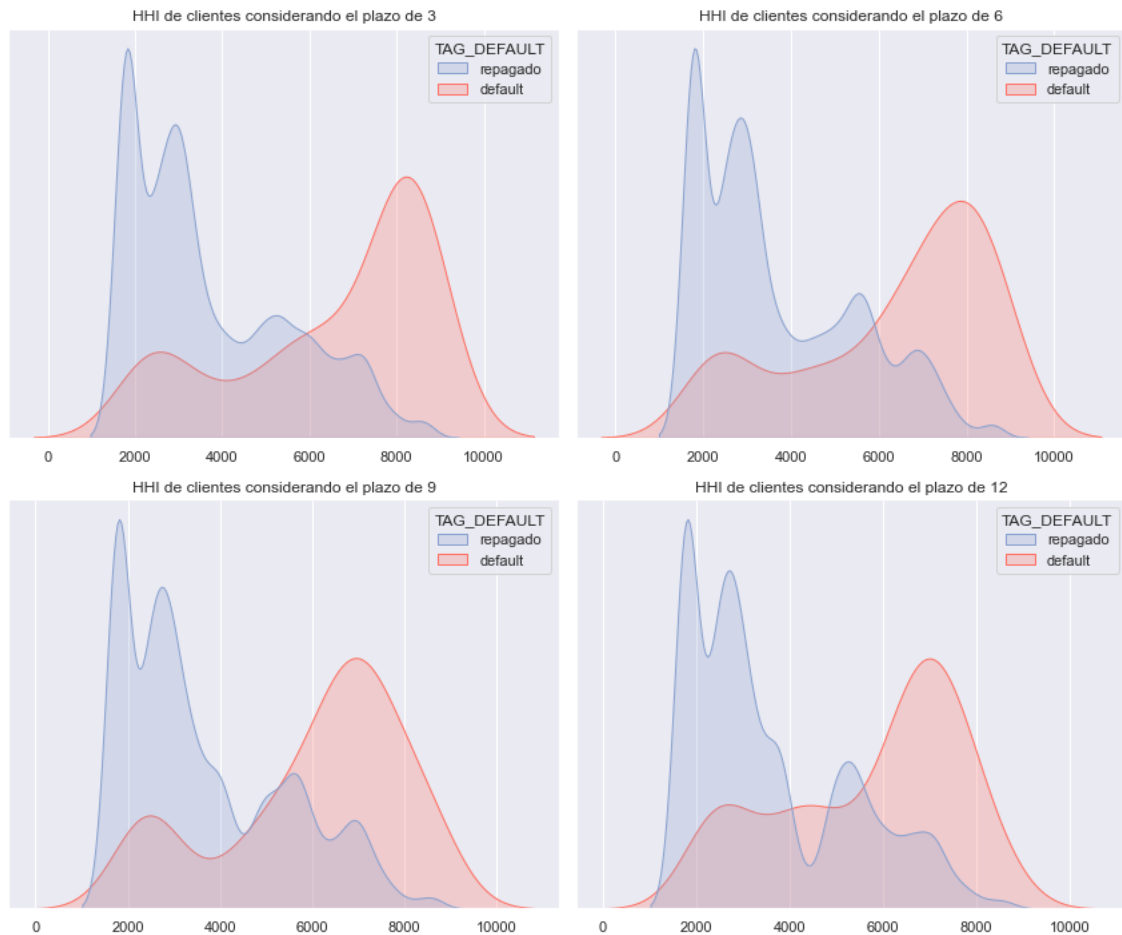 HHI de clientes considerando el plazo de 3
TAG_DEFAULT
repagado
default
0 2000 4000 6000 8000 10000
HHI de clientes considerando el plazo de 6
TAG_DEFAULT
repagado
default
0 2000 4000 6000 8000 10000
HHI de clientes considerando el plazo de 9
TAG_DEFAULT
repagado
default
0 2000 4000 6000 8000 10000
HHI de clientes considerando el plazo de 12
TAG_DEFAULT
repagado
default
0 2000 4000 6000 8000 10000